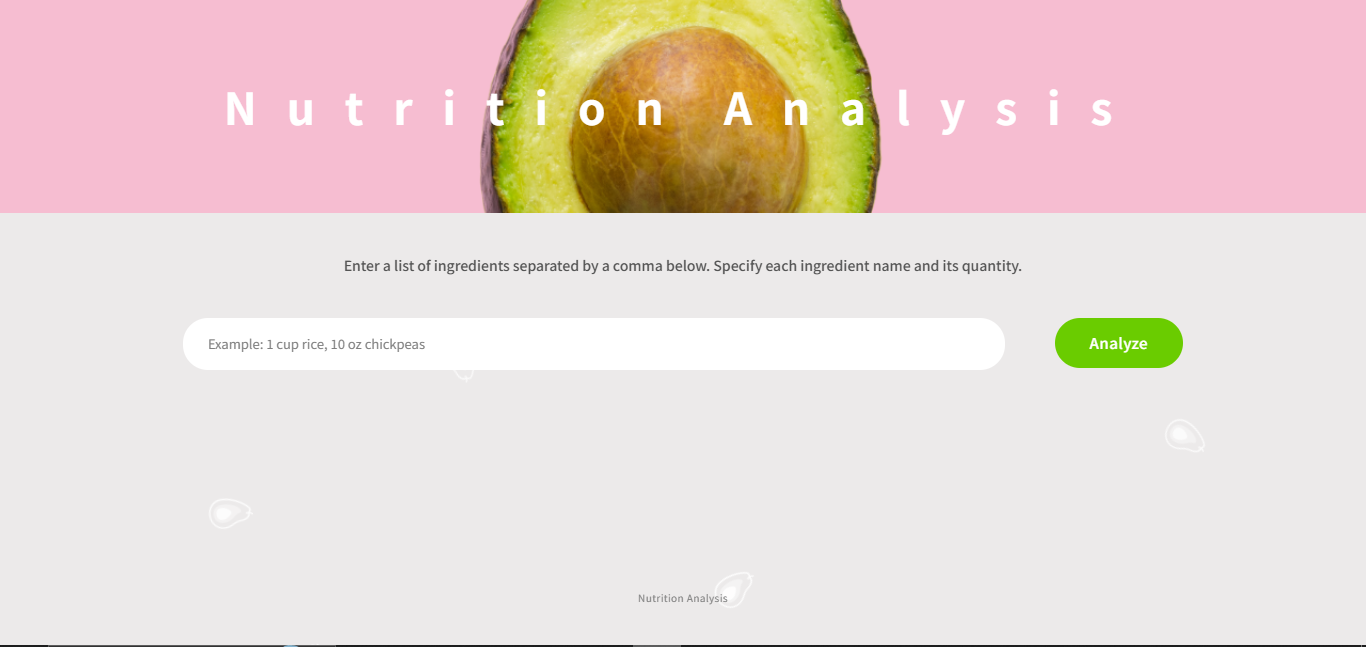 Nutrition Analysis
Enter a list of ingredients separated by a comma below. Specify each ingredient name and its quantity.
Example: 1 cup rice, 10 oz chickpeas
Analyze
Nutrition Analysis